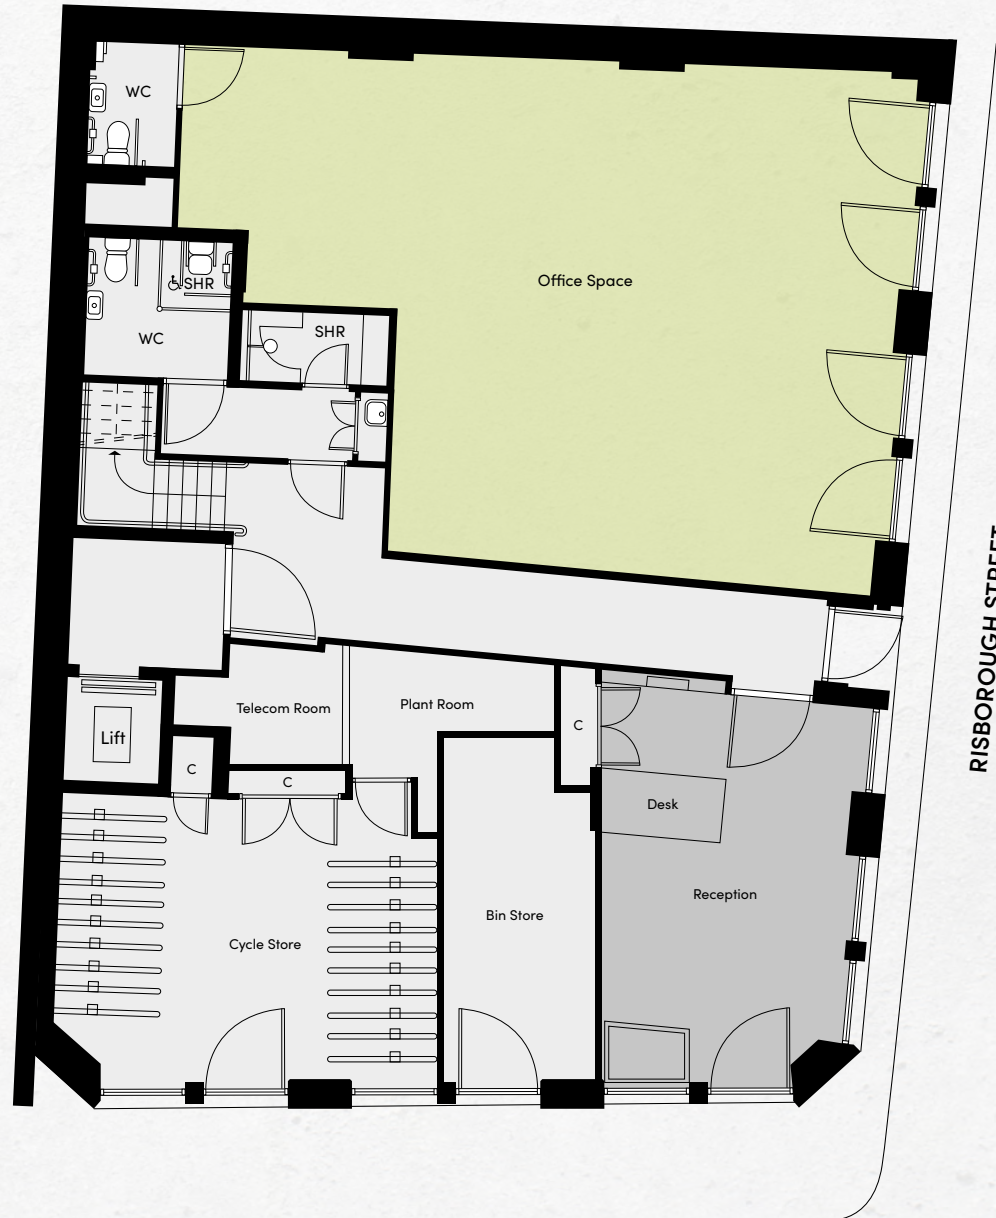 WC
Office Space
SHR
SHR
WC
RISBOROUGH STREET
Telecom Room
Plant Room
C
Lift
C
C
Desk
Reception
Bin Store
Cycle Store